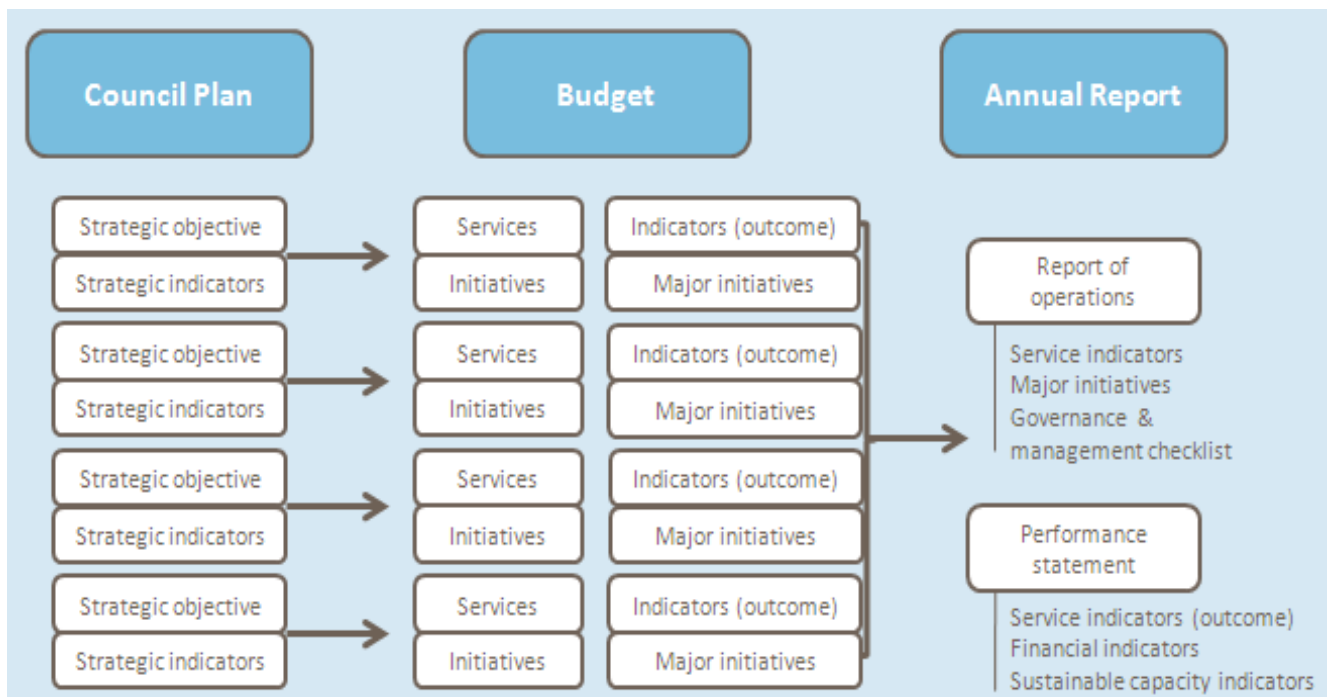 Council Plan
Budget
Annual Report
Strategic objective
Strategic indicators
Services
Initiatives
Indicators (outcome)
Major initiatives
Strategic objective
Strategic indicators
Services
Initiatives
Indicators (outcome)
Major initiatives
Strategic objective
Strategic indicators
Services
Initiatives
Indicators (outcome)
Major initiatives
Strategic objective
Strategic indicators
Services
Initiatives
Indicators (outcome)
Major initiatives
Report of
operations
Service indicators
Major initiatives
Governance &
management checklist
Performance
statement
Service indicators (outcome)
Financial indicators
Sustainable capacity indicators